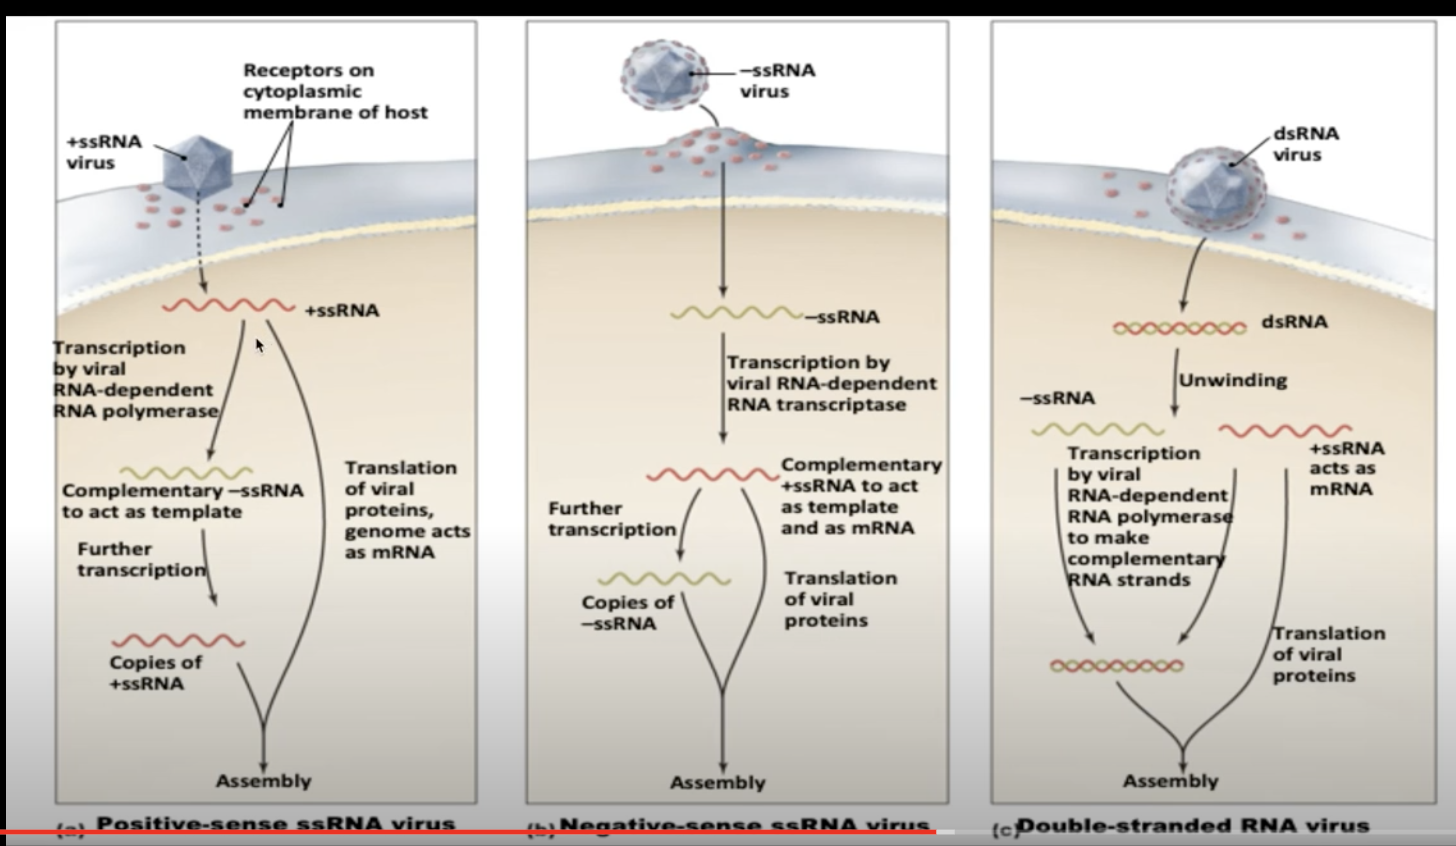 Receptors on
cytoplasmic
membrane of host
+ssRNA
virus
+ssRNA
Transcription
by viral
RNA-dependent
RNA polymerase
Complementary –ssRNA
to act as template
Translation
of viral
proteins,
genome acts
as mRNA
Further
transcription
Copies of
+ssRNA
Assembly
(a) Positive-sense ssRNA virus
–ssRNA
virus
–ssRNA
Transcription by
viral RNA-dependent
RNA transcriptase
Complementary
+ssRNA to act
as template
and as mRNA
Further
transcription
Copies of
–ssRNA
Translation
of viral
proteins
Assembly
(b) Negative-sense ssRNA virus
dsRNA
virus
dsRNA
Unwinding
–ssRNA
+ssRNA
acts as
mRNA
Transcription
by viral
RNA-dependent
RNA polymerase
to make
complementary
RNA strands
Translation
of viral
proteins
Assembly
(c) Double-stranded RNA virus